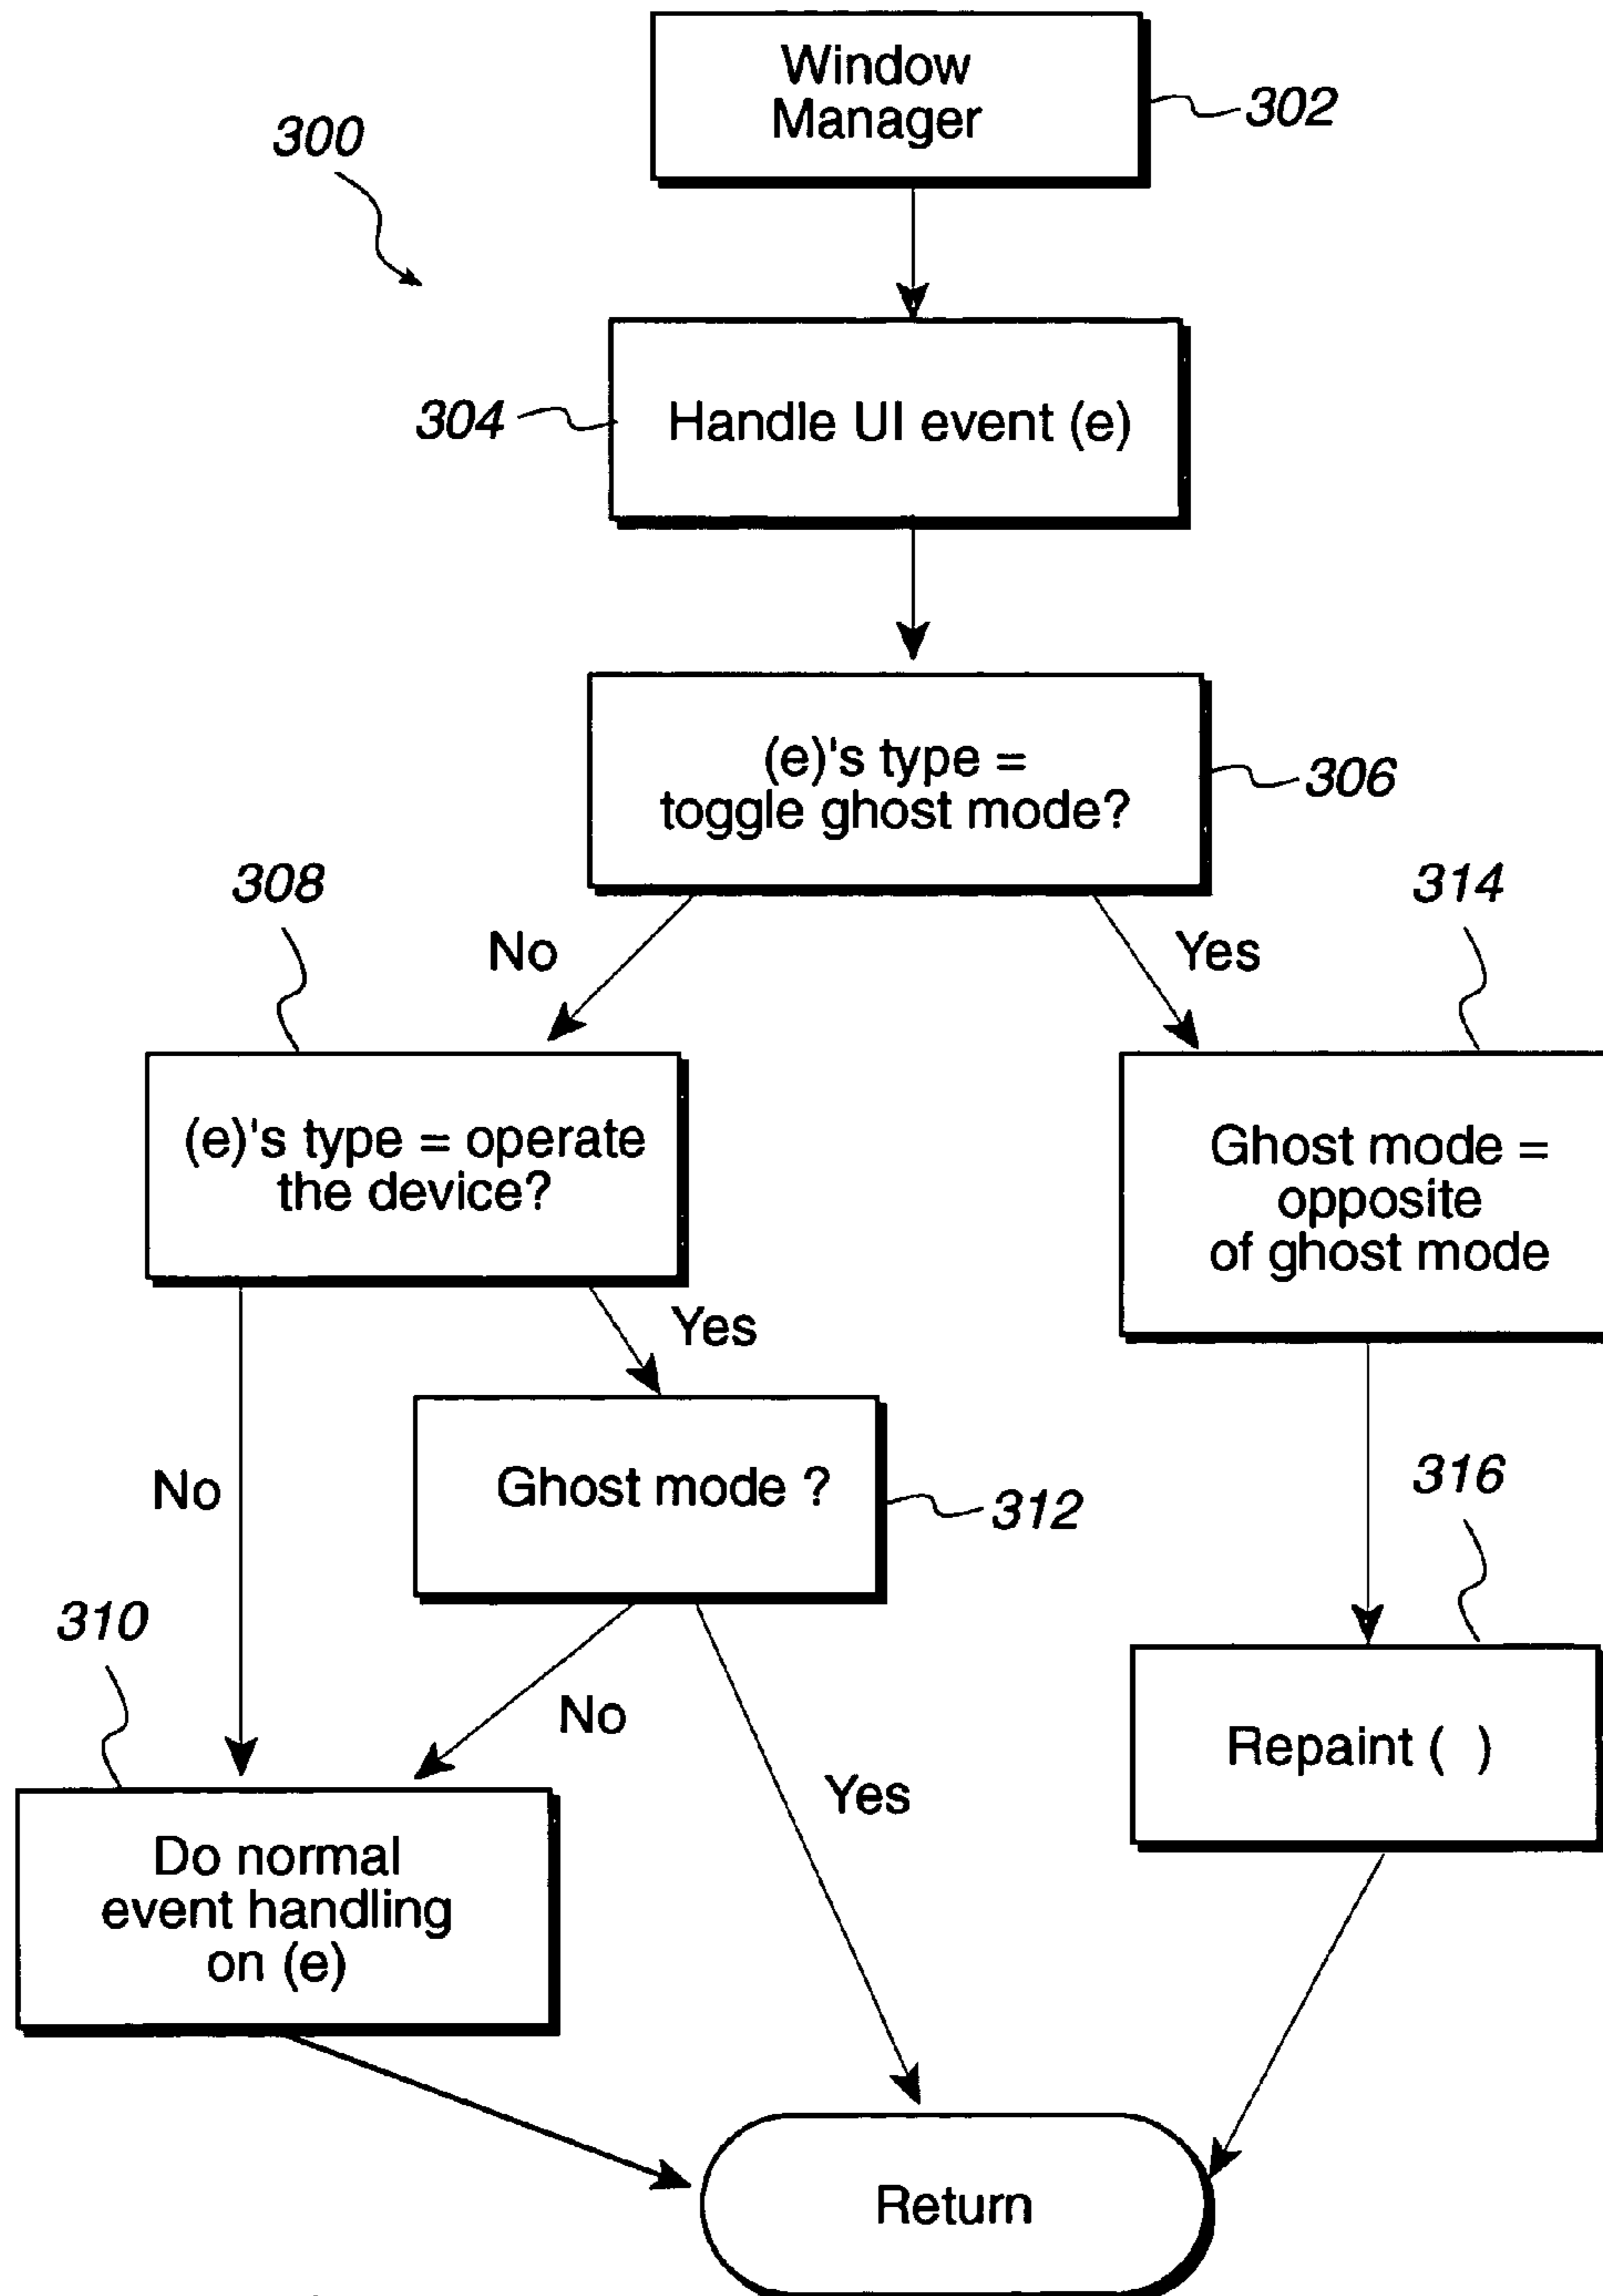 Window
Manager
302
300
304
Handle UI event (e)
(e)'s type =
toggle ghost mode?
306
308
314
No
Yes
(e)'s type = operate
the device?
Ghost mode =
opposite
of ghost mode
Yes
No
Ghost mode ?
312
316
310
No
Yes
Repaint ( )
Do normal
event handling
on (e)
Return